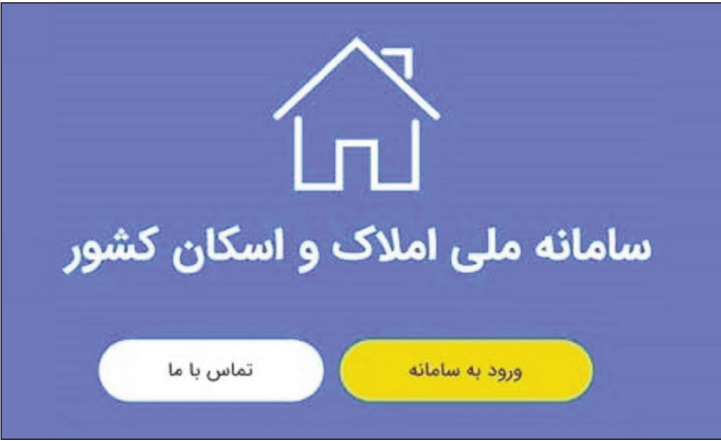 سامانه ملی املاک و اسکان کشور
ورود به سامانه
تماس با ما